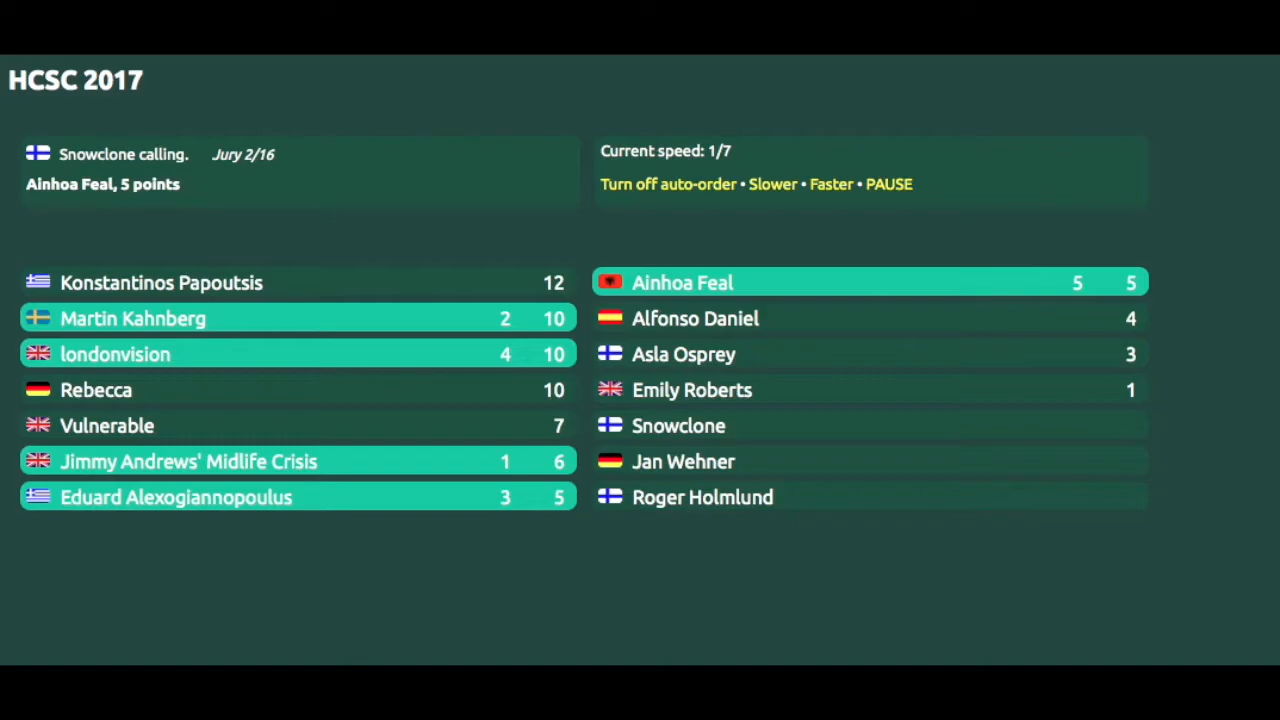 HCSC 2017
Snowclone calling. Jury 2/16
Ainhoa Feal, 5 points
Current speed: 1/7
Turn off auto-order • Slower • Faster • PAUSE
Konstantinos Papoutsis 12
Martin Kahnberg 2 10
londonvision 4 10
Rebecca 10
Vulnerable 7
Jimmy Andrews' Midlife Crisis 1 6
Eduard Alexogiannopoulus 3 5
Ainhoa Feal 5 5
Alfonso Daniel 4
Asla Osprey 3
Emily Roberts 1
Snowclone
Jan Wehner
Roger Holmlund